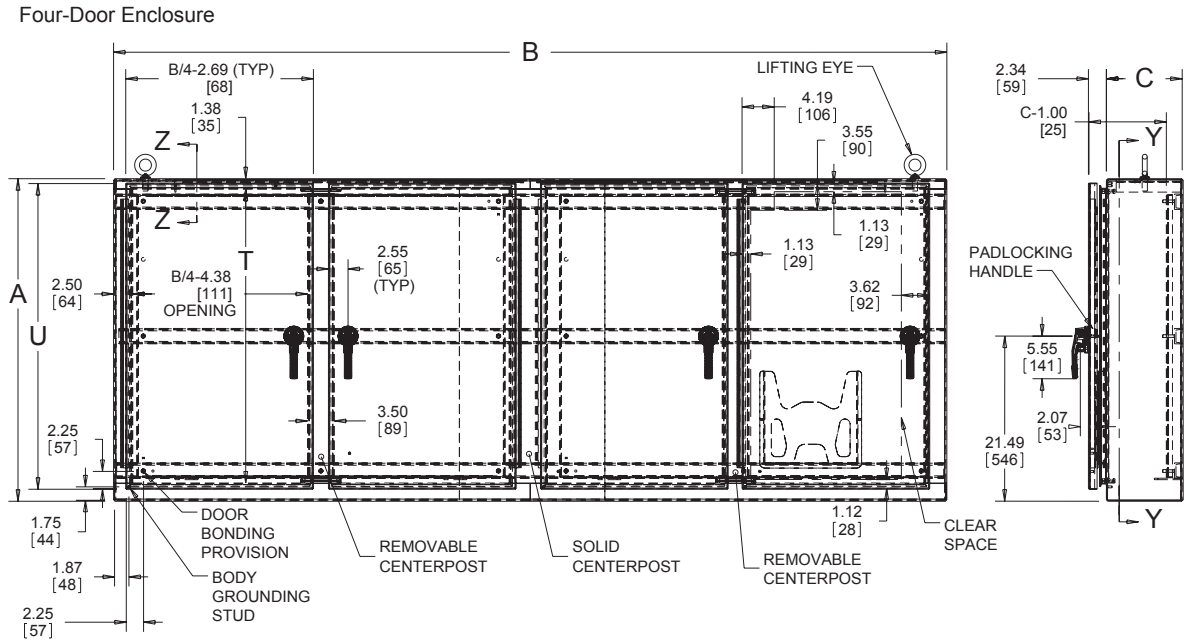 Four-Door Enclosure
B
B/4-2.69 (TYP)
[68]
LIFTING EYE
2.34
[59]
C
1.38
[35]
4.19
[106]
C-1.00
[25]
Z
3.55
[90]
Y
Z
T
2.55
[65]
(TYP)
1.13
[29]
1.13
[29]
PADLOCKING
HANDLE
A
2.50
[64]
U
B/4-4.38
[111]
OPENING
3.62
[92]
5.55
[141]
3.50
[89]
2.07
[53]
2.25
[57]
21.49
[546]
1.75
[44]
DOOR
BONDING
PROVISION
REMOVABLE
CENTERPOST
SOLID
CENTERPOST
REMOVABLE
CENTERPOST
1.12
[28]
CLEAR
SPACE
Y
1.87
[48]
BODY
GROUNDING
STUD
2.25
[57]